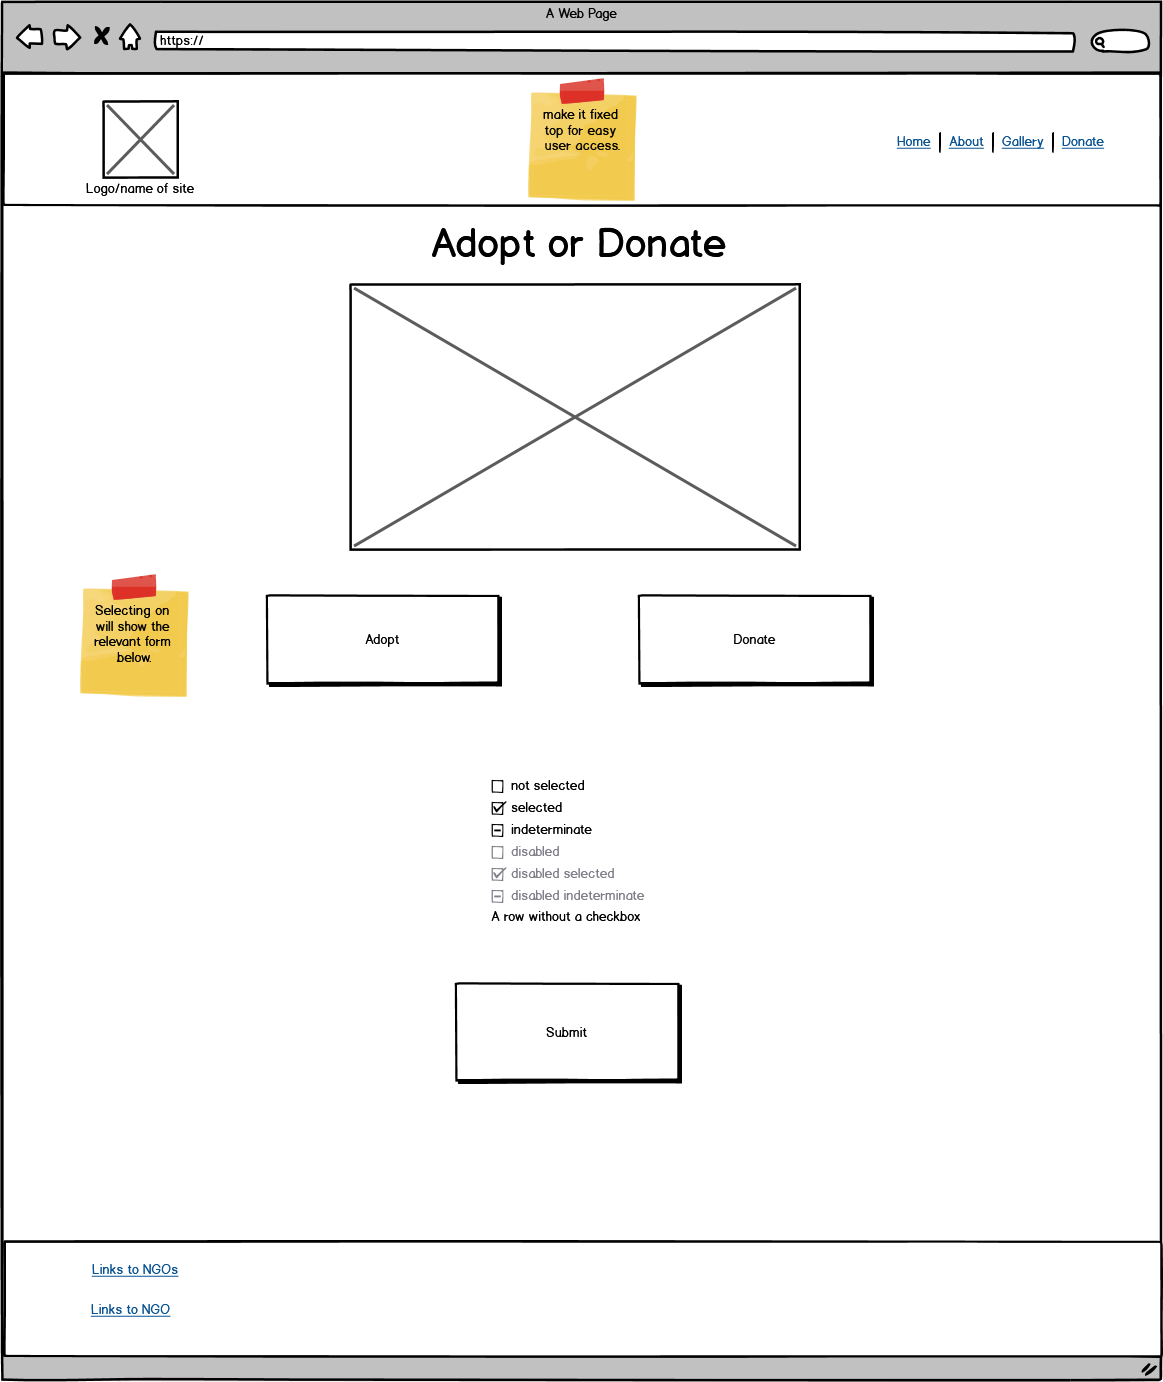 A Web Page
https://
make it fixed
top for easy
user access.
Logo/name of site
Home
About
Gallery
Donate
Adopt or Donate
Selecting on
will show the
relevant form
below.
Adopt
Donate
not selected
selected
indeterminate
disabled
disabled selected
disabled indeterminate
A row without a checkbox
Submit
Links to NGOs
Links to NGO